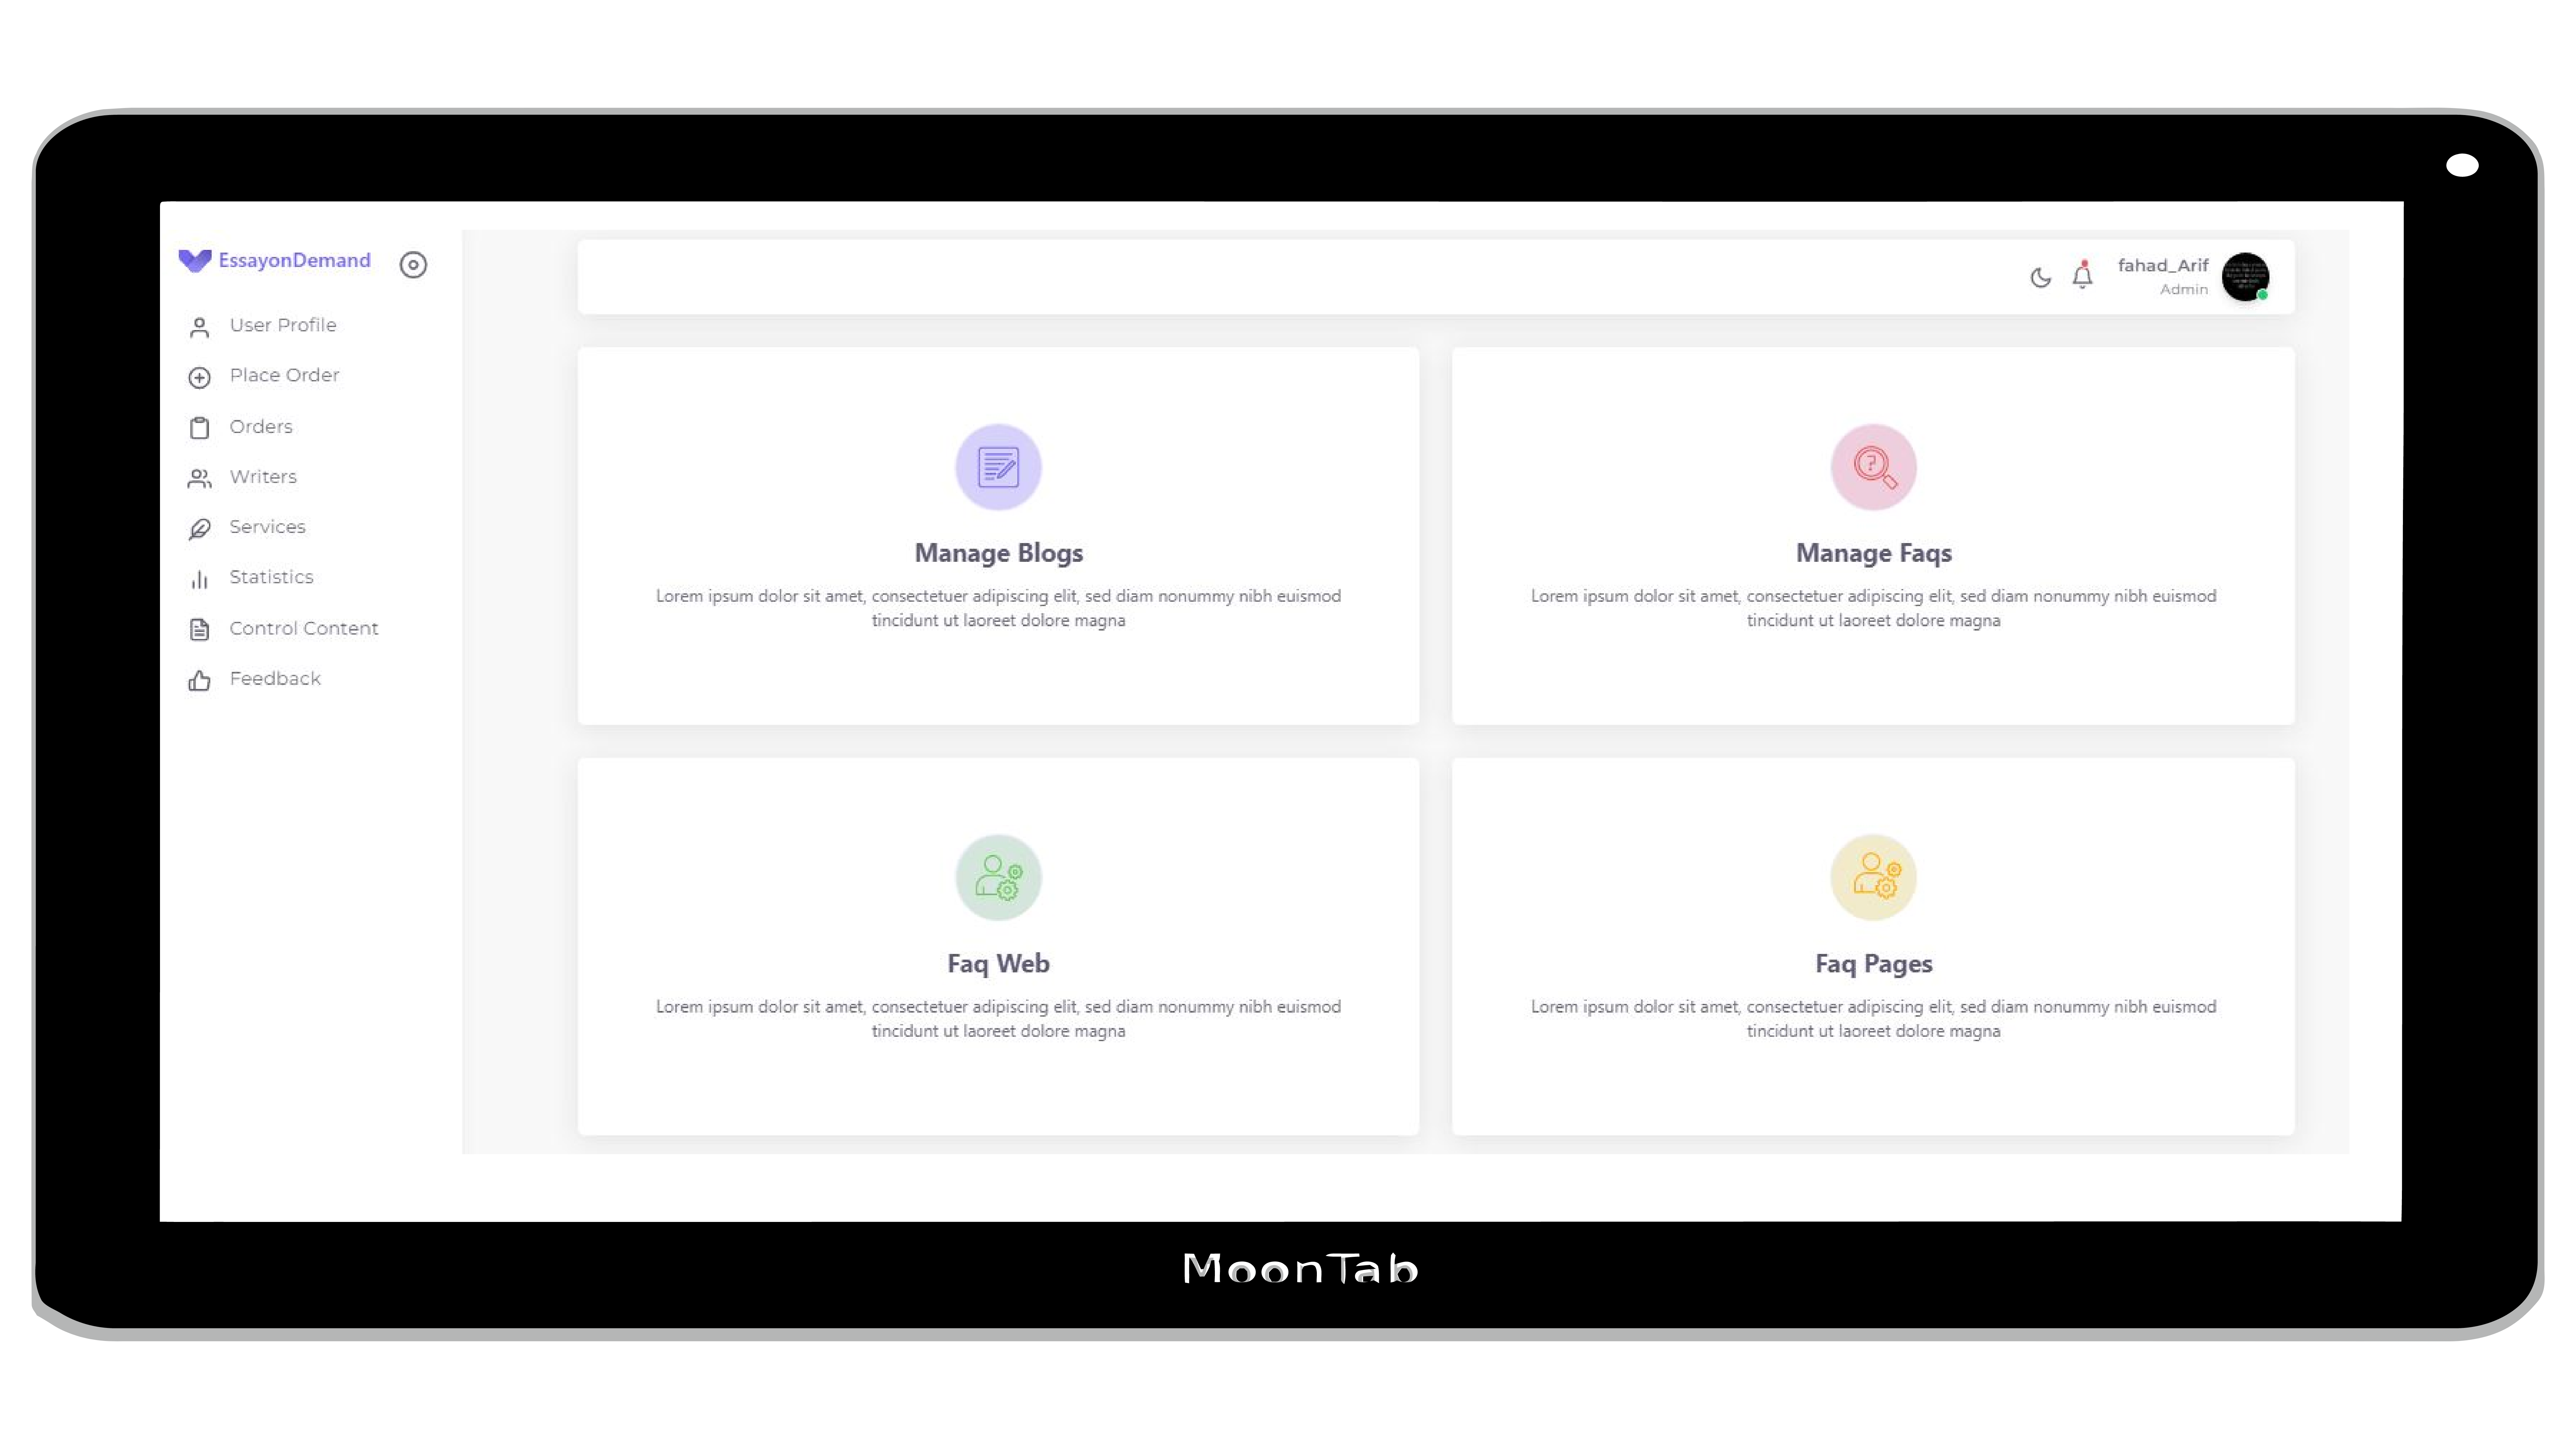 EssayonDemand
User Profile
Place Order
Orders
Writers
Services
Statistics
Control Content
Feedback
fahad_Arif
Admin
Manage Blogs
Lorem ipsum dolor sit amet, consectetuer adipiscing elit, sed diam nonummy nibh euismod
tincidunt ut laoreet dolore magna
Manage Faqs
Lorem ipsum dolor sit amet, consectetuer adipiscing elit, sed diam nonummy nibh euismod
tincidunt ut laoreet dolore magna
Faq Web
Lorem ipsum dolor sit amet, consectetuer adipiscing elit, sed diam nonummy nibh euismod
tincidunt ut laoreet dolore magna
Faq Pages
Lorem ipsum dolor sit amet, consectetuer adipiscing elit, sed diam nonummy nibh euismod
tincidunt ut laoreet dolore magna
MoonTab